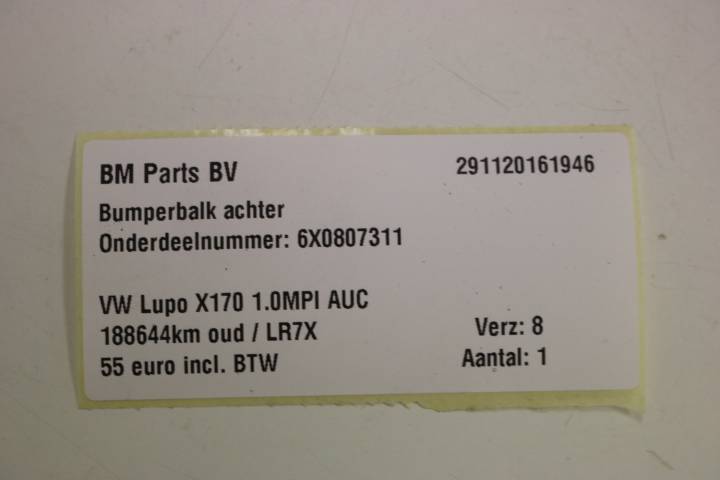 BM Parts BV 291120161946
Bumperbalk achter
Onderdeelnummer: 6X0807311
VW Lupo X170 1.0MPI AUC
188644km oud / LR7X Verz: 8
55 euro incl. BTW Aantal: 1